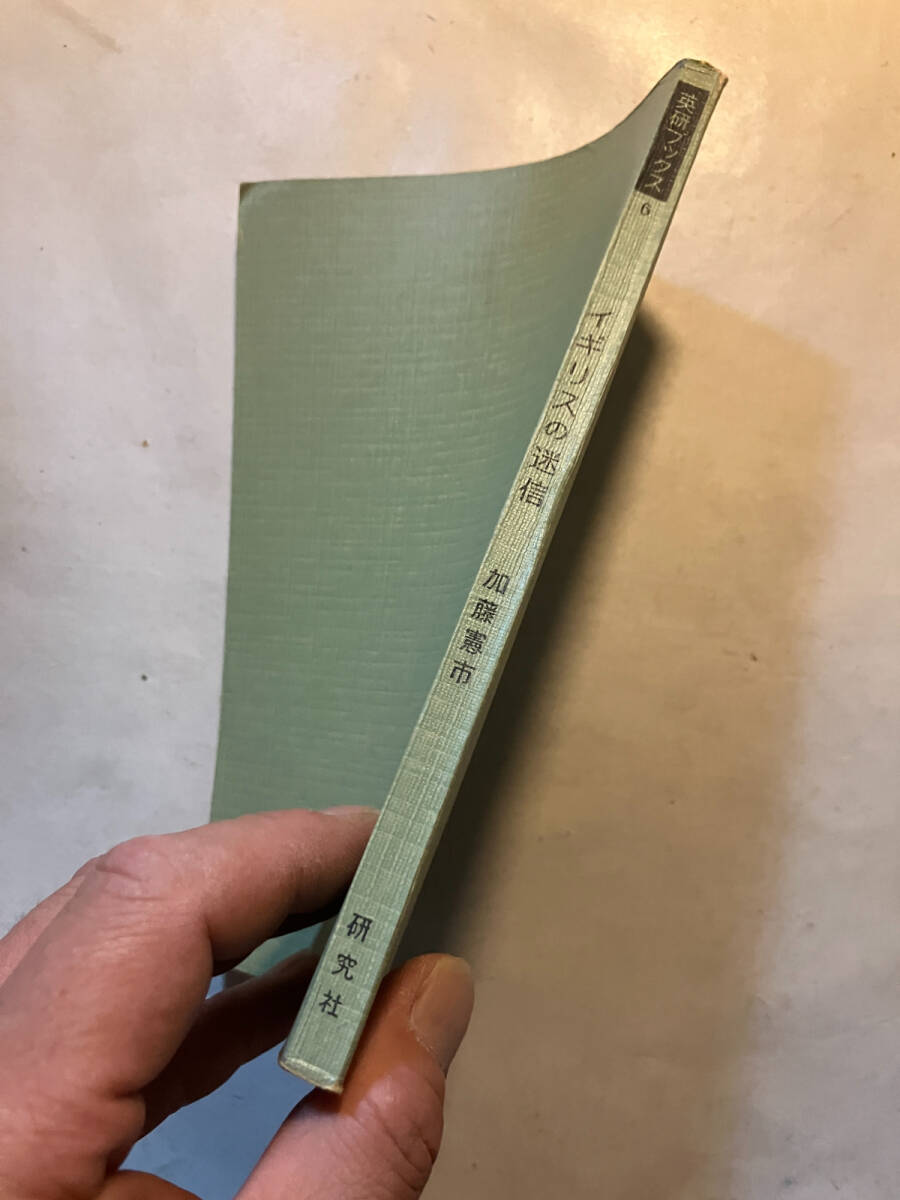 英研ブックス
6
イギリスの迷信
加藤憲市
研究社